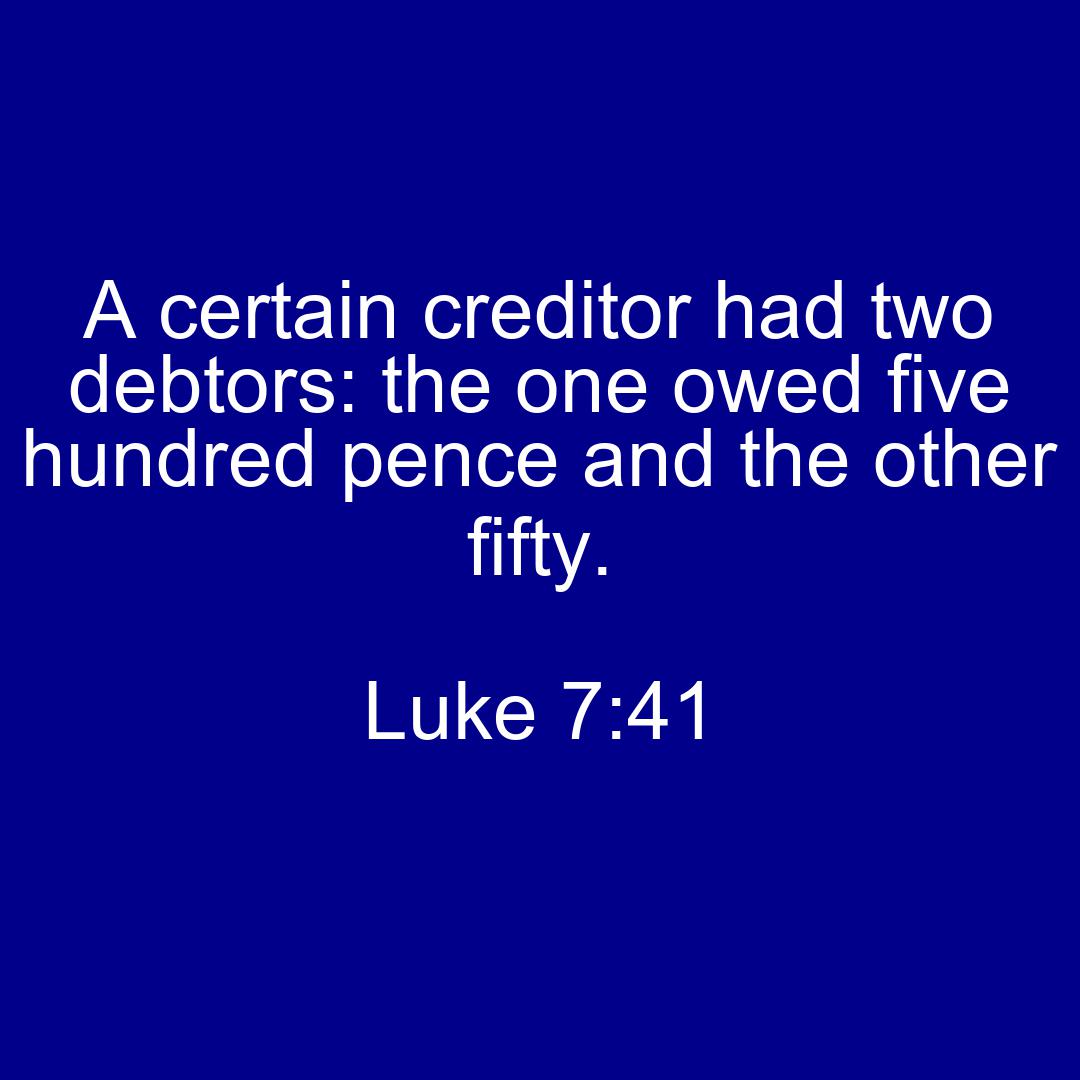 A certain creditor had two
debtors: the one owed five
hundred pence and the other
fifty.
Luke 7:41